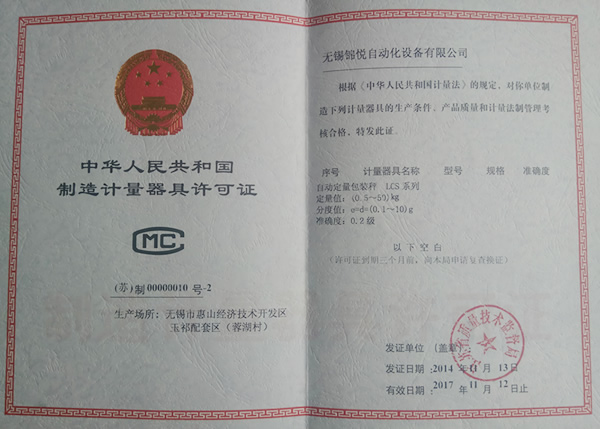 中华人民共和国
制造计量器具许可证
CMC
(苏)制00000010号-2
生产场所：无锡市惠山经济技术开发区
玉祁配套区（蓉湖村）
无锡锦悦自动化设备有限公司
根据《中华人民共和国计量法》的规定，对你单位制
造下列计量器具的生产条件、产品质量和计量法制管理考
核合格，特发此证。
序号 计量器具名称 型号 规格 准确度
自动定量包装秤 LCS系列
定量值：(0.5～50)kg
分度值：e=d=(0.1～10)g
准确度：0.2级
以下空白
(许可证到期三个月前，向本局申请复查换证)
发证单位（盖章）
发证日期：2014年11月13日
有效日期：2017年11月12日止